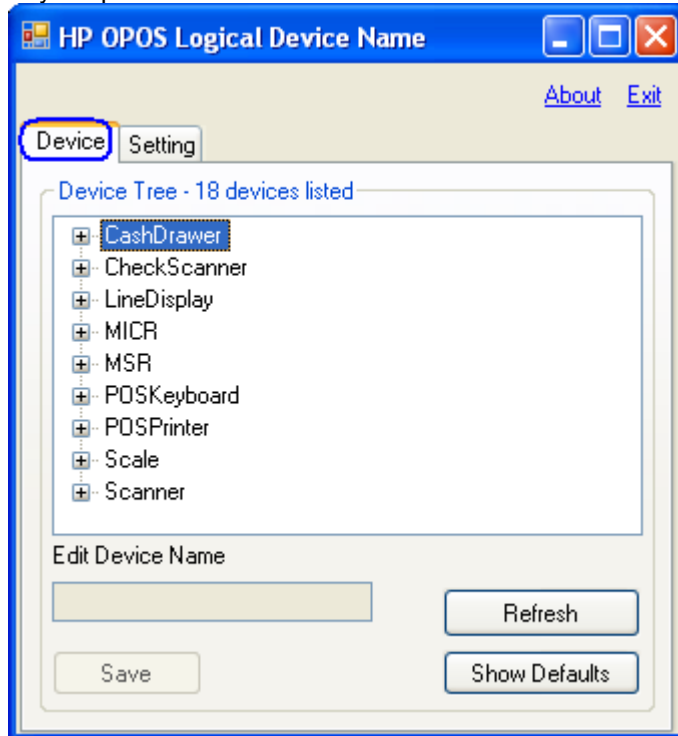 HP OPOS Logical Device Name
About Exit
Device Setting
Device Tree - 18 devices listed
CashDrawer
CheckScanner
LineDisplay
MICR
MSR
POSKeyboard
POSPrinter
Scale
Scanner
Edit Device Name
Refresh
Save Show Defaults